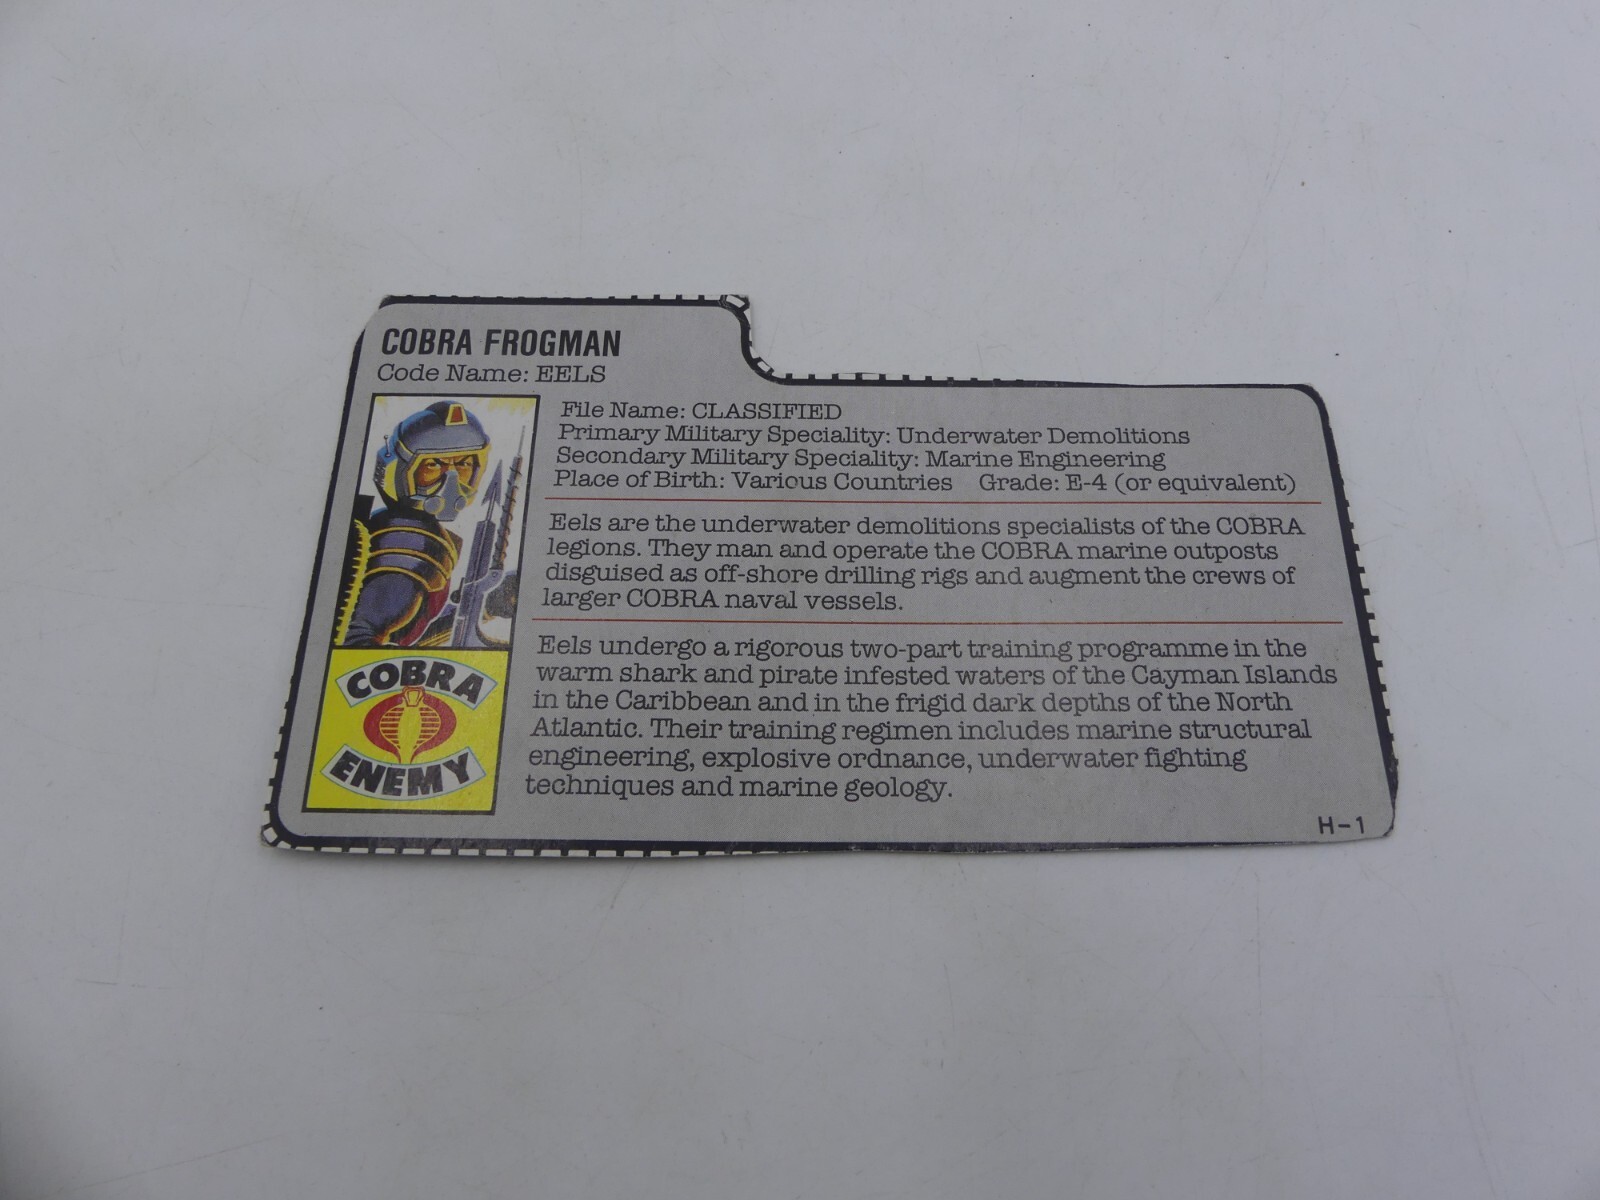 COBRA FROGMAN
Code Name: EELS
File Name: CLASSIFIED
Primary Military Speciality: Underwater Demolitions
Secondary Military Speciality: Marine Engineering
Place of Birth: Various Countries Grade: E-4 (or equivalent)
Eels are the underwater demolitions specialists of the COBRA
legions. They man and operate the COBRA marine outposts
disguised as off-shore drilling rigs and augment the crews of
larger COBRA naval vessels.
Eels undergo a rigorous two-part training programme in the
warm shark and pirate infested waters of the Cayman Islands
in the Caribbean and in the frigid dark depths of the North
Atlantic. Their training regimen includes marine structural
engineering, explosive ordnance, underwater fighting
techniques and marine geology.
COBRA
ENEMY
H-1